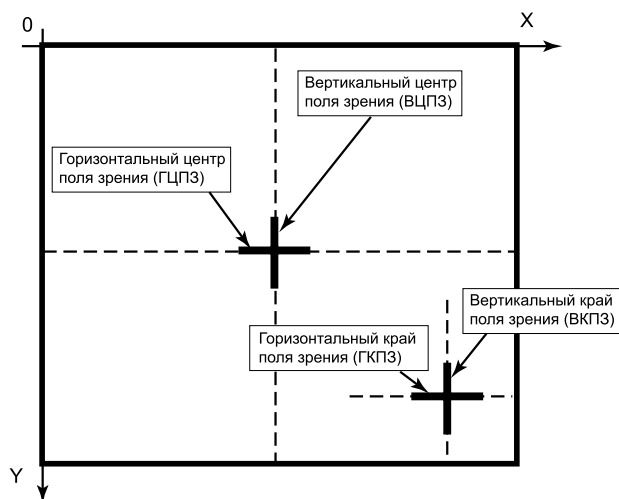 0
X
Вертикальный центр
поля зрения (ВЦПЗ)
Горизонтальный центр
поля зрения (ГЦПЗ)
Вертикальный край
поля зрения (ВКПЗ)
Горизонтальный край
поля зрения (ГКПЗ)
Y